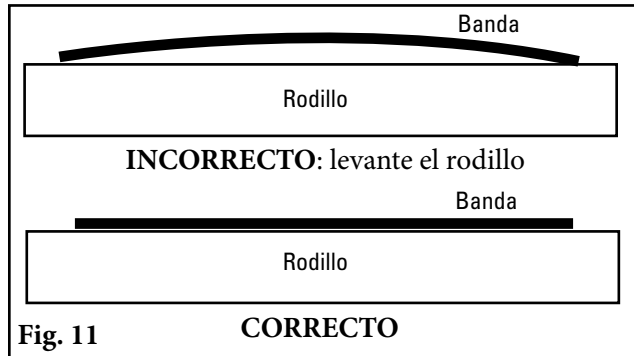 Banda
Rodillo
INCORRECTO: levante el rodillo
Banda
Rodillo
Fig. 11 CORRECTO